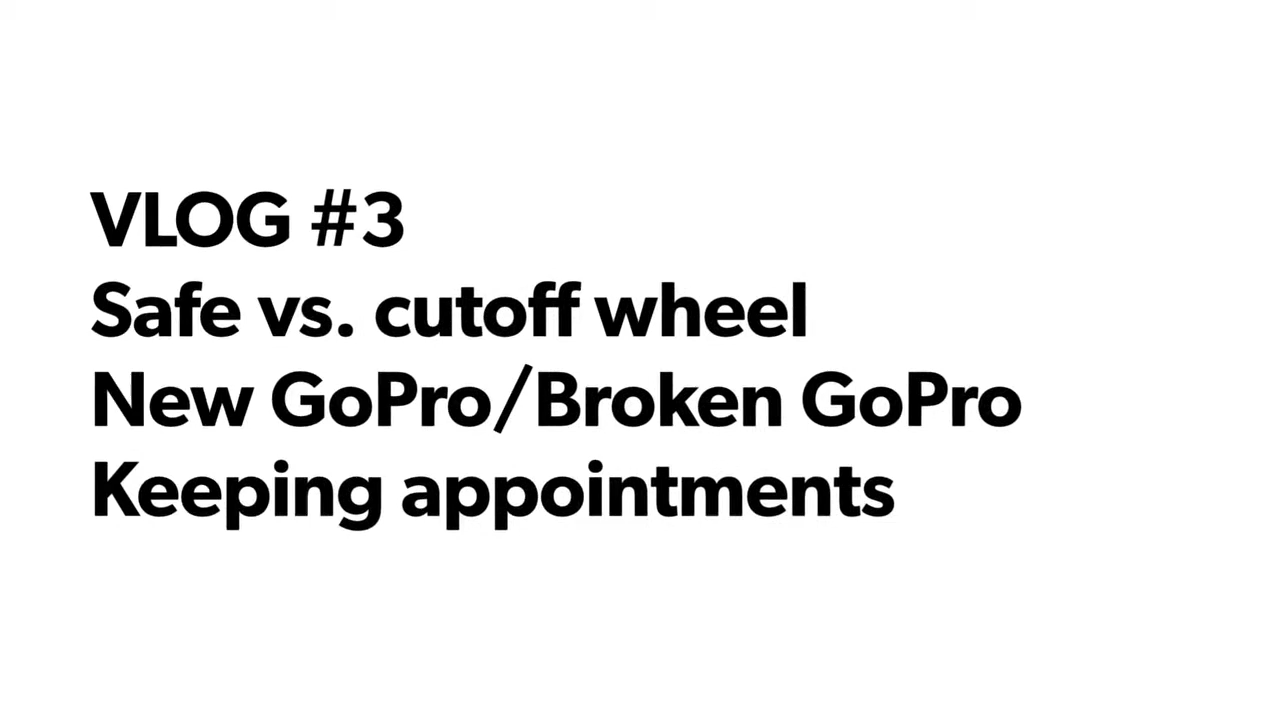 VLOG #3
Safe vs. cutoff wheel
New GoPro/Broken GoPro
Keeping appointments